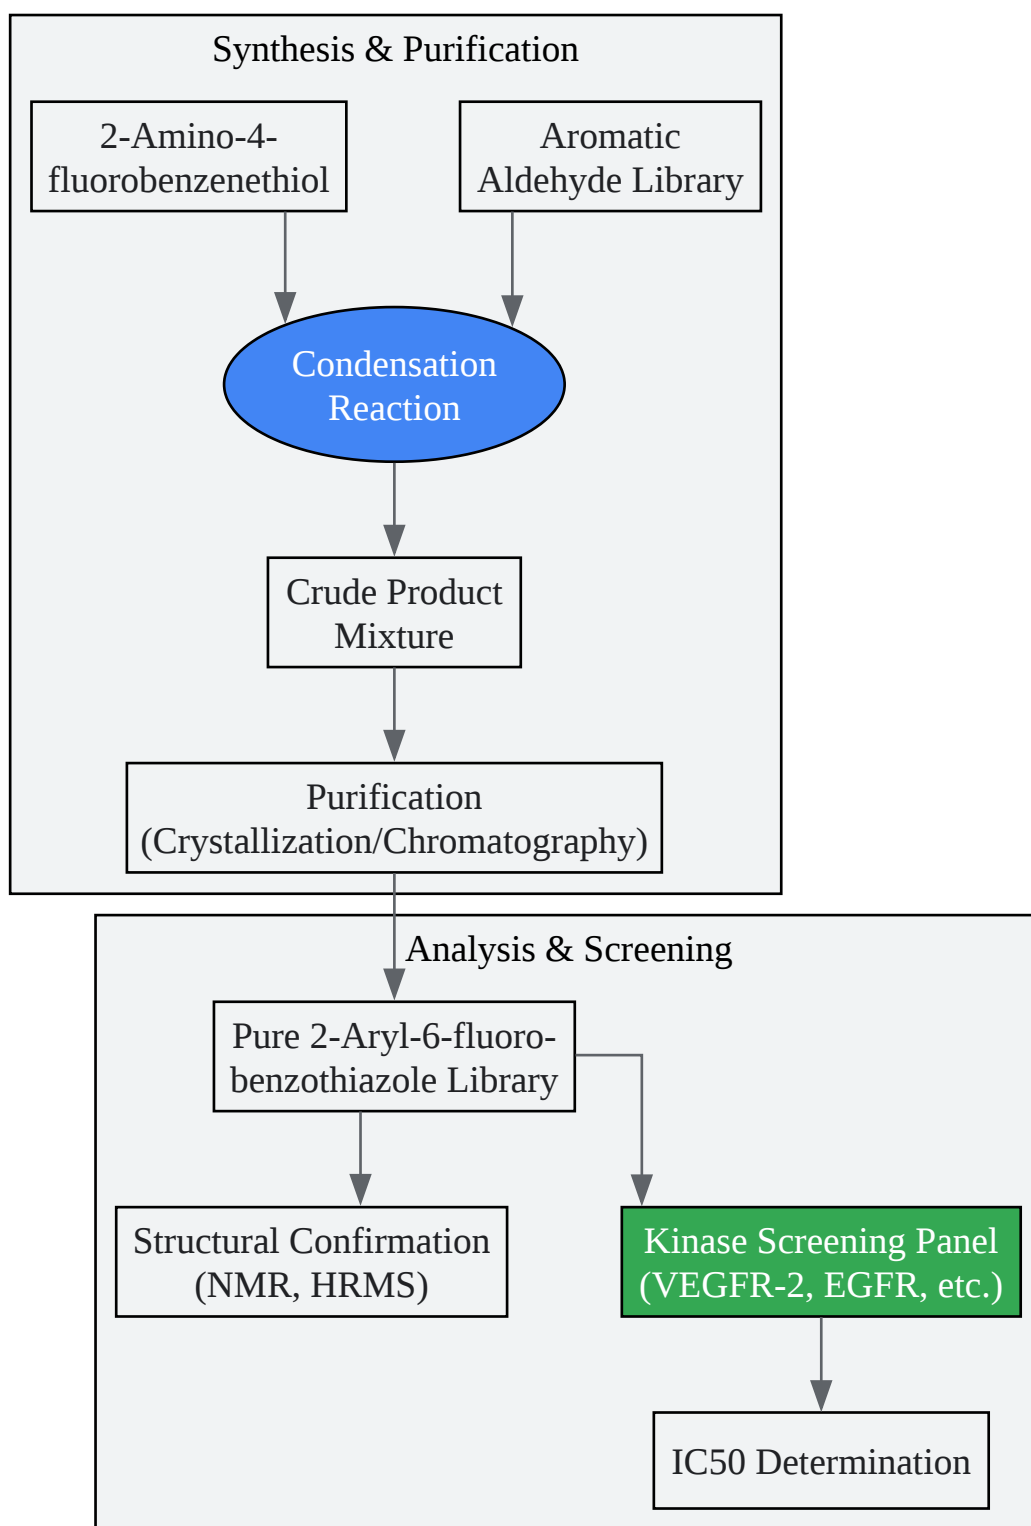 Synthesis & Purification
2-Amino-4-
fluorobenzenethiol
Aromatic
Aldehyde Library
Condensation
Reaction
Crude Product
Mixture
Purification
(Crystallization/Chromatography)
Analysis & Screening
Pure 2-Aryl-6-fluoro-
benzothiazole Library
Structural Confirmation
(NMR, HRMS)
Kinase Screening Panel
(VEGFR-2, EGFR, etc.)
IC50 Determination